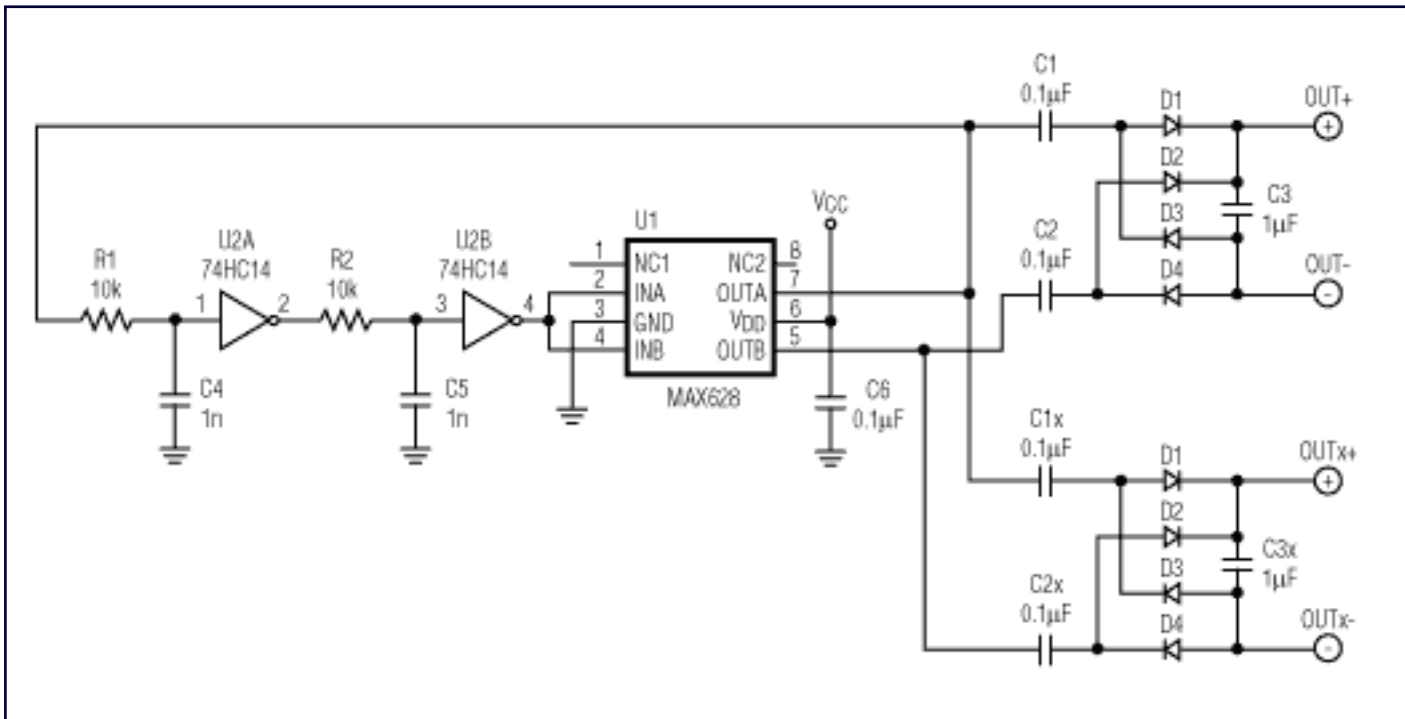 C1
0.1µF
D1
OUT+
+
D2
D3
C3
1µF
D4
C2
0.1µF
OUT-
-
R1
10k
U2A
74HC14
1
2
R2
10k
U2B
74HC14
3
4
C4
1n
C5
1n
U1
1 NC1 NC2 8
2 INA OUTA 7
3 GND VDD 6
4 INB OUTB 5
MAX628
VCC
C6
0.1µF
C1x
0.1µF
D1
OUTx+
+
D2
D3
C3x
1µF
D4
C2x
0.1µF
OUTx-
-